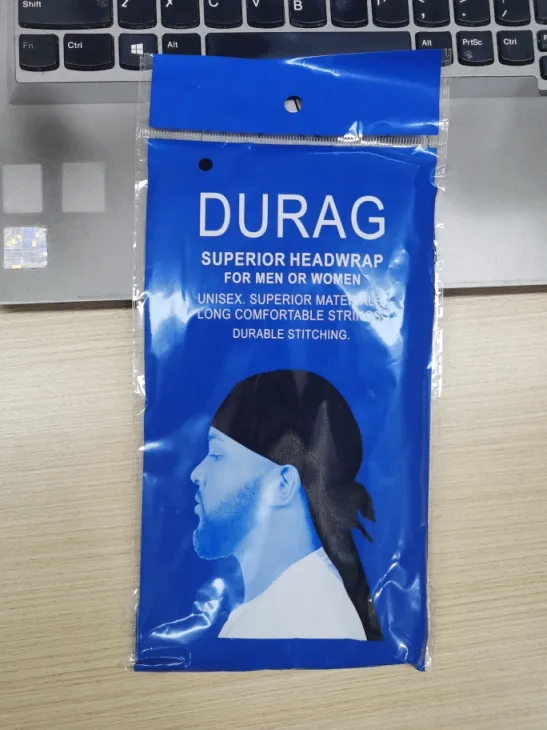 Shift
Z
X
C
V
B
N
M
Fn
Ctrl
Alt
Alt
PrtSc
Ctrl
DURAG
SUPERIOR HEADWRAP
FOR MEN OR WOMEN
UNISEX. SUPERIOR
LONG COMFORTABLE
DURABLE STITCHING.